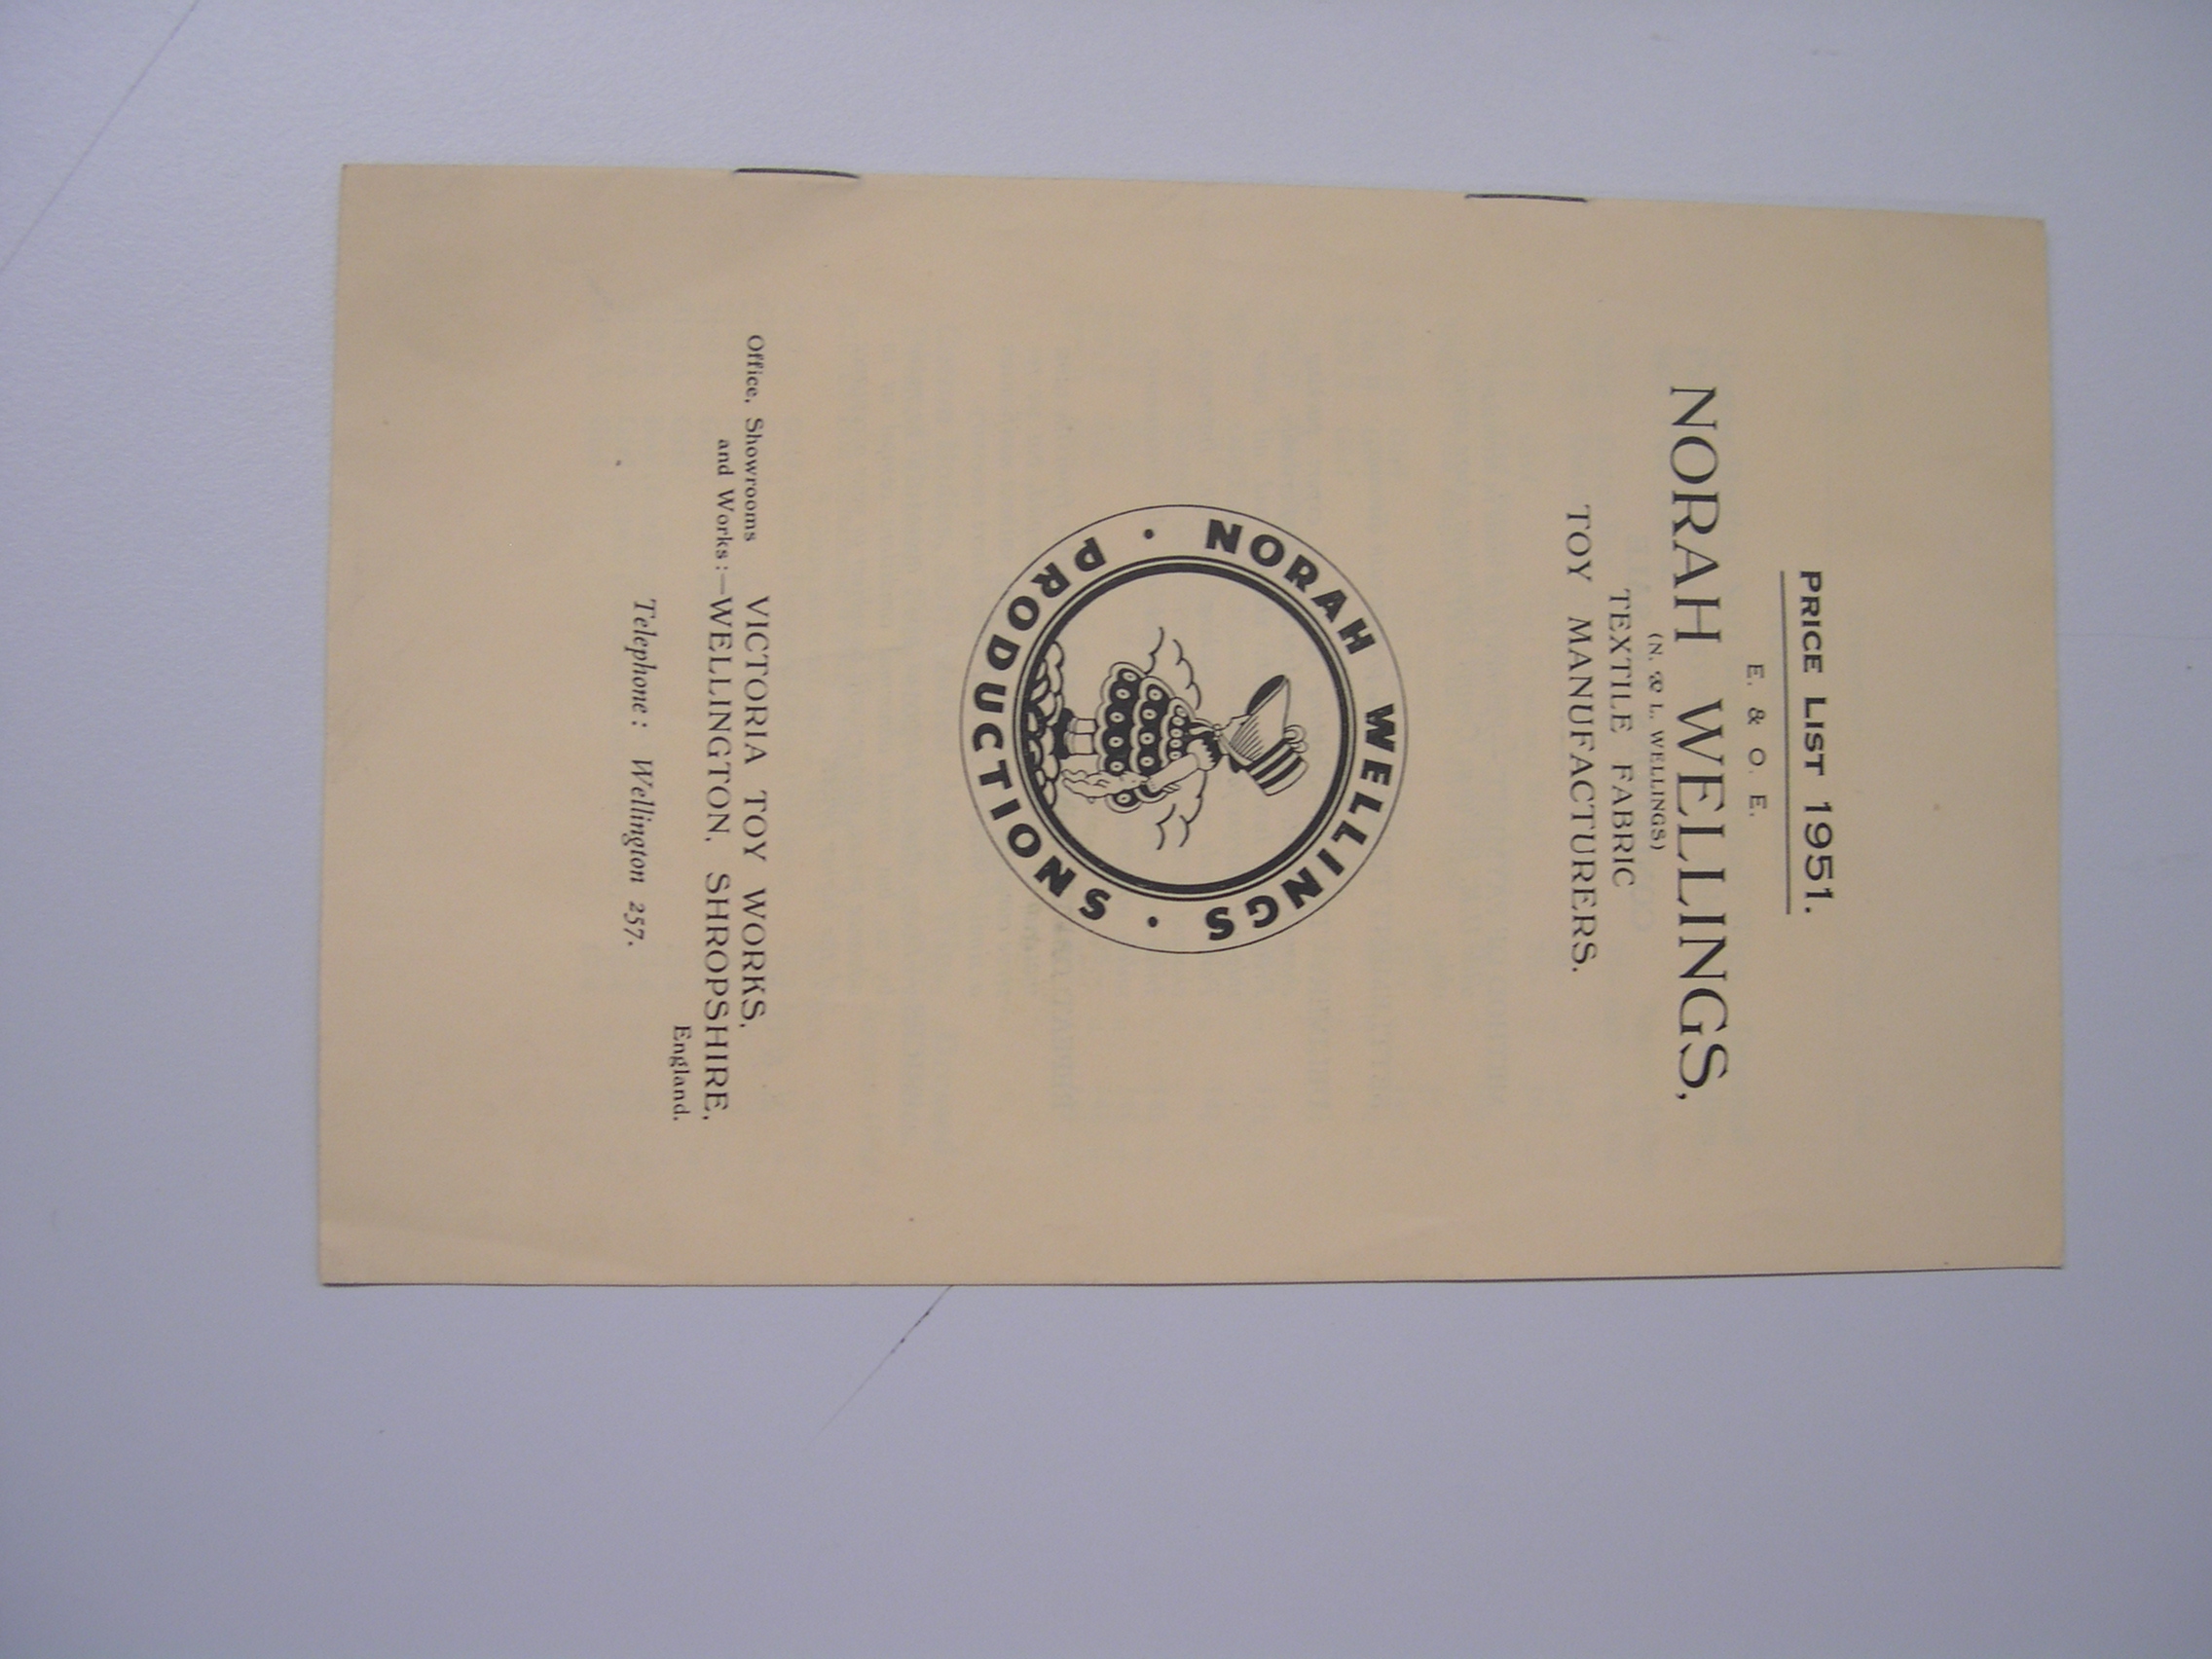 PRICE LIST 1951.
E. & O. E.
NORAH WELLINGS,
(N. & L. WELLINGS)
TEXTILE FABRIC
TOY MANUFACTURERS.
NORAH WELLINGS · PRODUCTIONS ·
Office, Showrooms VICTORIA TOY WORKS,
and Works:—WELLINGTON, SHROPSHIRE,
England.
Telephone: Wellington 257.